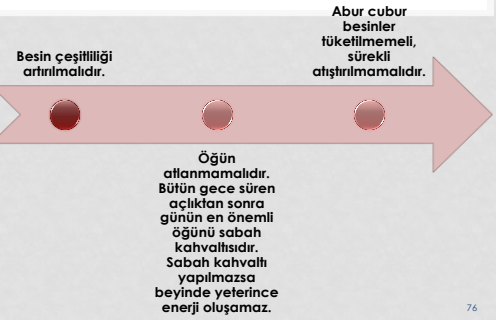 Besin çeşitliliği
artırılmalıdır.
Öğün
atlanmamalıdır.
Bütün gece süren
açlıktan sonra
günün en önemli
öğünü sabah
kahvaltısıdır.
Sabah kahvaltı
yapılmazsa
beyinde yeterince
enerji oluşamaz.
Abur cubur
besinler
tüketilmemeli,
sürekli
atıştırılmamalıdır.
76